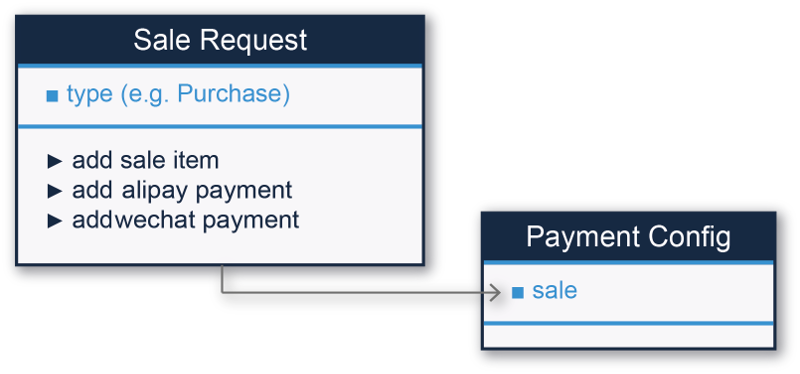 Sale Request
type (e.g. Purchase)
add sale item
add alipay payment
addwechat payment
Payment Config
sale